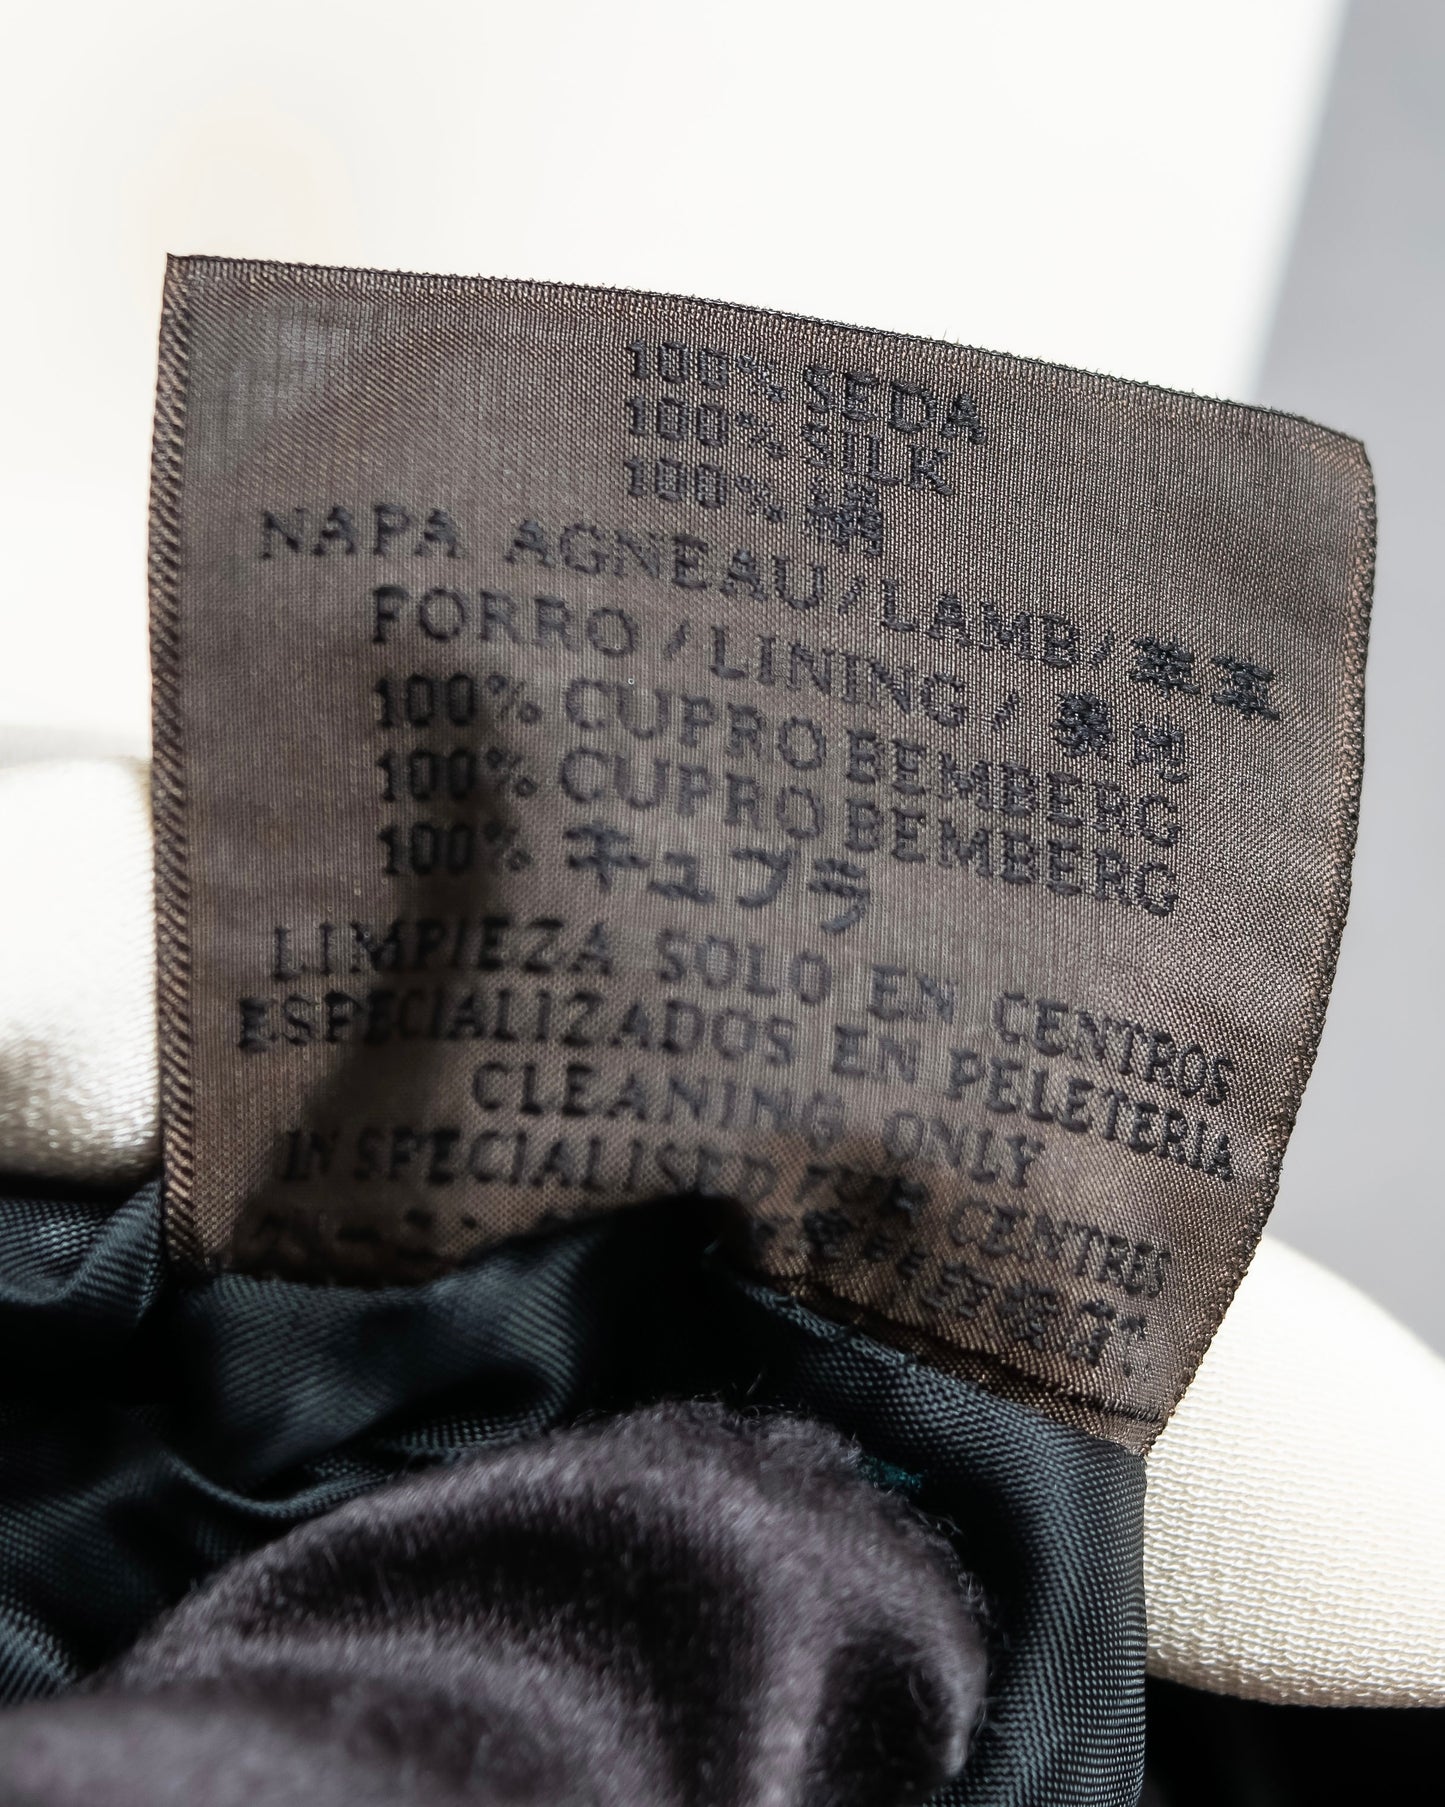 100% SEDA
100% SILK
100% 絹
NAPA AGNEAU/LAMB/
FORRO / LINING /
100% CUPRO BEMBERG
100% CUPRO BEMBERG
100% キュプラ
LIMPIEZA SOLO EN CENTROS
ESPECIALIZADOS EN PELETERIA
CLEANING ONLY
IN SPECIALISED FUR CENTRES